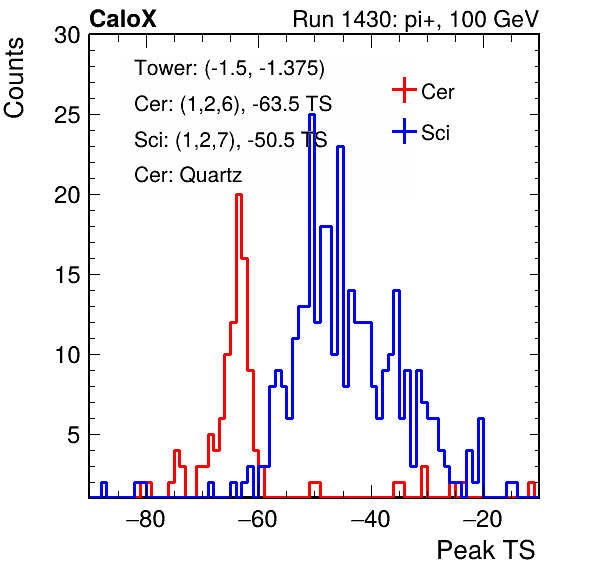 CaloX Run 1430: pi+, 100 GeV
Counts
30
25
20
15
10
5
Tower: (-1.5, -1.375)
Cer: (1,2,6), -63.5 TS
Sci: (1,2,7), -50.5 TS
Cer: Quartz
Cer
Sci
−80 −60 −40 −20
Peak TS